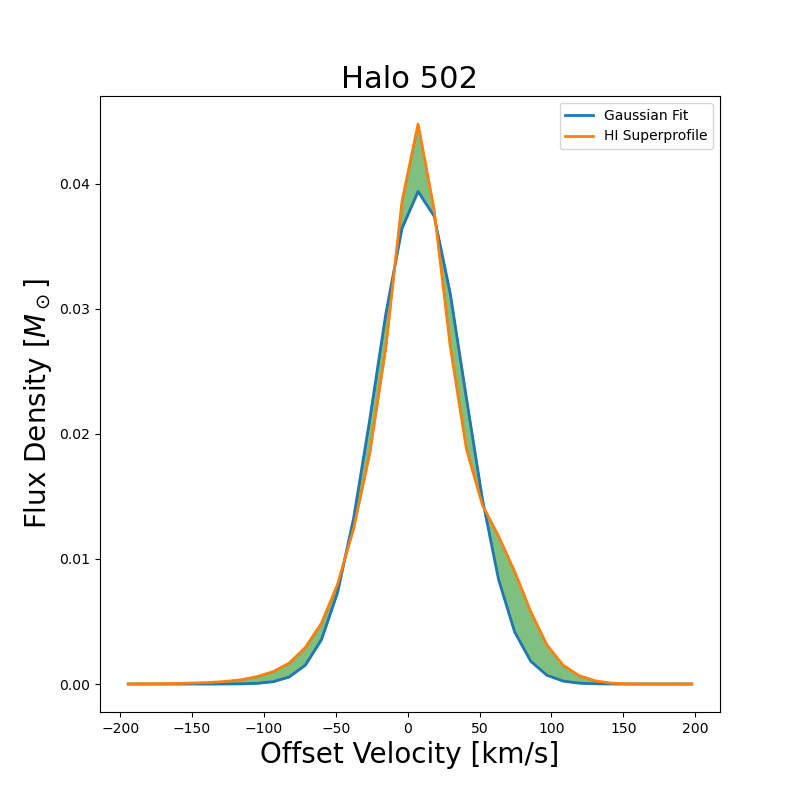 Halo 502
Gaussian Fit
HI Superprofile
Flux Density [M⊙]
0.04
0.03
0.02
0.01
0.00
−200 −150 −100 −50 0 50 100 150 200
Offset Velocity [km/s]